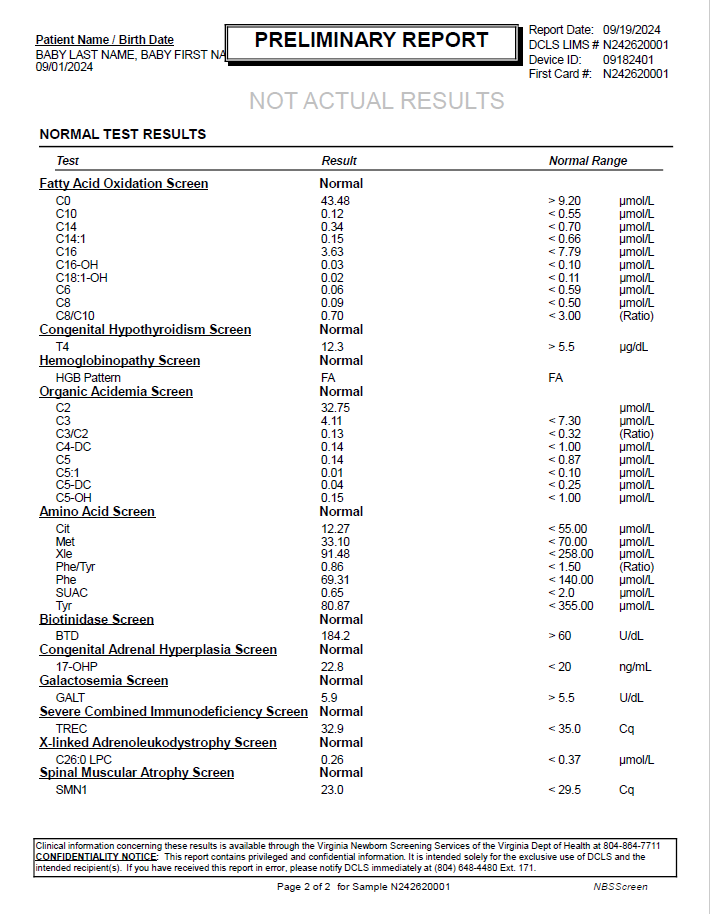 Patient Name / Birth Date
BABY LAST NAME, BABY FIRST NA
09/01/2024
PRELIMINARY REPORT
Report Date: 09/19/2024
DCLS LIMS # N242620001
Device ID: 09182401
First Card #: N242620001
NOT ACTUAL RESULTS
NORMAL TEST RESULTS
Test Result Normal Range
Fatty Acid Oxidation Screen Normal
C0 43.48 > 9.20 µmol/L
C10 0.12 < 0.55 µmol/L
C14 0.34 < 0.70 µmol/L
C14:1 0.15 < 0.66 µmol/L
C16 3.63 < 7.79 µmol/L
C16-OH 0.03 < 0.10 µmol/L
C18:1-OH 0.02 < 0.11 µmol/L
C6 0.06 < 0.59 µmol/L
C8 0.09 < 0.50 µmol/L
C8/C10 0.70 < 3.00 (Ratio)
Congenital Hypothyroidism Screen Normal
T4 12.3 > 5.5 µg/dL
Hemoglobinopathy Screen Normal
HGB Pattern FA FA
Organic Acidemia Screen Normal
C2 32.75 µmol/L
C3 4.11 < 7.30 µmol/L
C3/C2 0.13 < 0.32 (Ratio)
C4-DC 0.14 < 1.00 µmol/L
C5 0.14 < 0.87 µmol/L
C5:1 0.01 < 0.10 µmol/L
C5-DC 0.04 < 0.25 µmol/L
C5-OH 0.15 < 1.00 µmol/L
Amino Acid Screen Normal
Cit 12.27 < 55.00 µmol/L
Met 33.10 < 70.00 µmol/L
Xle 91.48 < 258.00 µmol/L
Phe/Tyr 0.86 < 1.50 (Ratio)
Phe 69.31 < 140.00 µmol/L
SUAC 0.65 < 2.0 µmol/L
Tyr 80.87 < 355.00 µmol/L
Biotinidase Screen Normal
BTD 184.2 > 60 U/dL
Congenital Adrenal Hyperplasia Screen Normal
17-OHP 22.8 < 20 ng/mL
Galactosemia Screen Normal
GALT 5.9 > 5.5 U/dL
Severe Combined Immunodeficiency Screen Normal
TREC 32.9 < 35.0 Cq
X-linked Adrenoleukodystrophy Screen Normal
C26:0 LPC 0.26 < 0.37 µmol/L
Spinal Muscular Atrophy Screen Normal
SMN1 23.0 < 29.5 Cq
Clinical information concerning these results is available through the Virginia Newborn Screening Services of the Virginia Dept of Health at 804-864-7711
CONFIDENTIALITY NOTICE: This report contains privileged and confidential information. It is intended solely for the exclusive use of DCLS and the
intended recipient(s). If you have received this report in error, please notify DCLS immediately at (804) 648-4480 Ext. 171.
Page 2 of 2 for Sample N242620001 NBSScreen